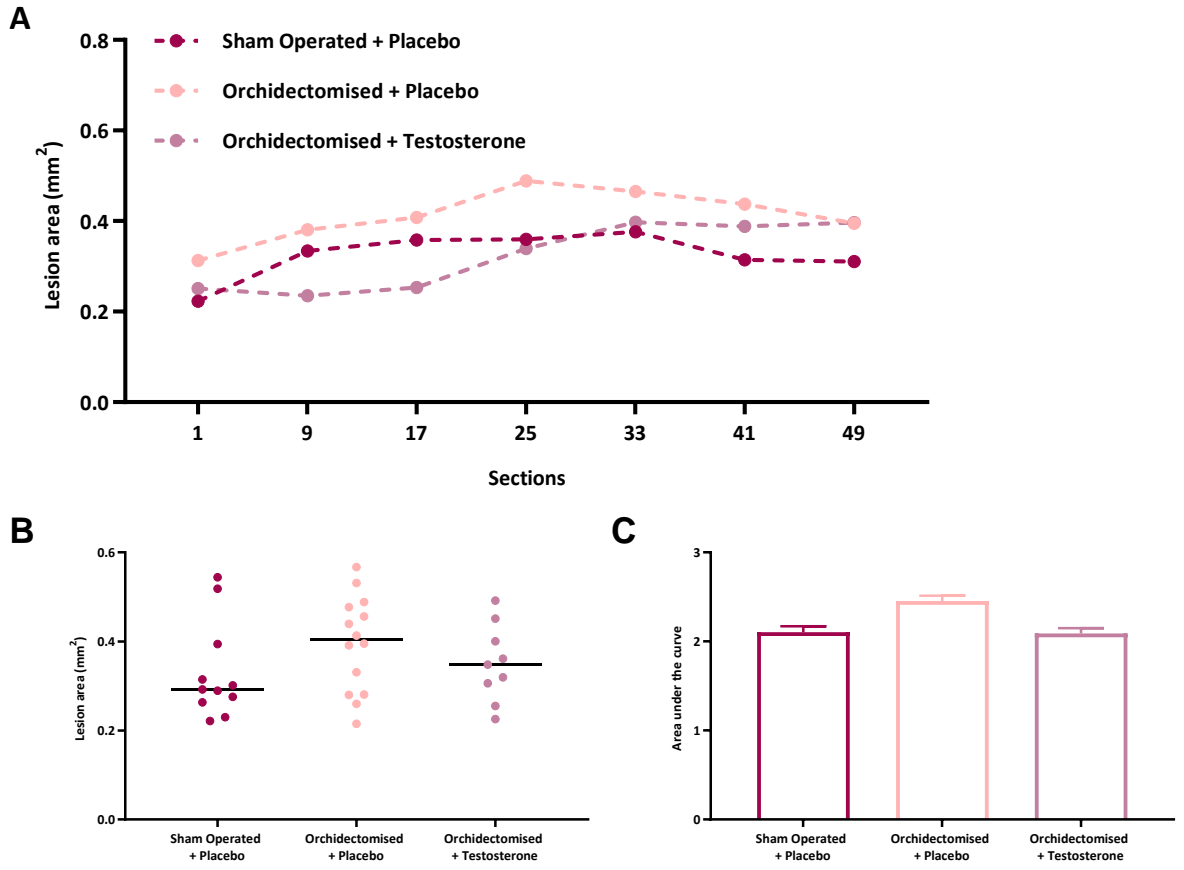 A
0.8
0.6
0.4
0.2
0.0
Lesion area (mm²)
Sham Operated + Placebo
Orchidectomised + Placebo
Orchidectomised + Testosterone
1 9 17 25 33 41 49
Sections
B
0.6
0.4
0.2
0.0
Lesion area (mm²)
Sham Operated
+ Placebo
Orchidectomised
+ Placebo
Orchidectomised
+ Testosterone
C
3
2
1
0
Area under the curve
Sham Operated
+ Placebo
Orchidectomised
+ Placebo
Orchidectomised
+ Testosterone